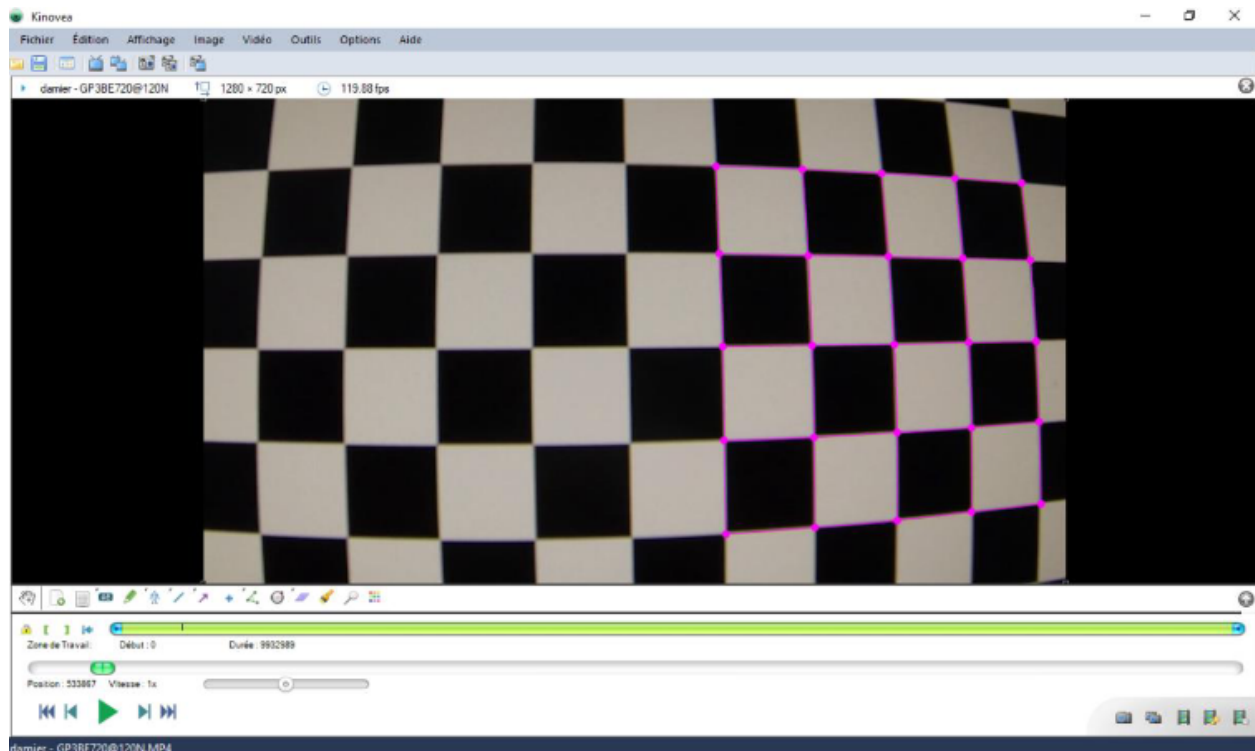 Kinovea
Fichier Édition Affichage Image Vidéo Outils Options Aide
damier - GP3BE720@120N 1280 × 720 px 119.88 fps
Zone de Travail: Début : 0 Durée : 9932989
Position : 533867 Vitesse : 1x
damier - GP3BE720@120N.MP4